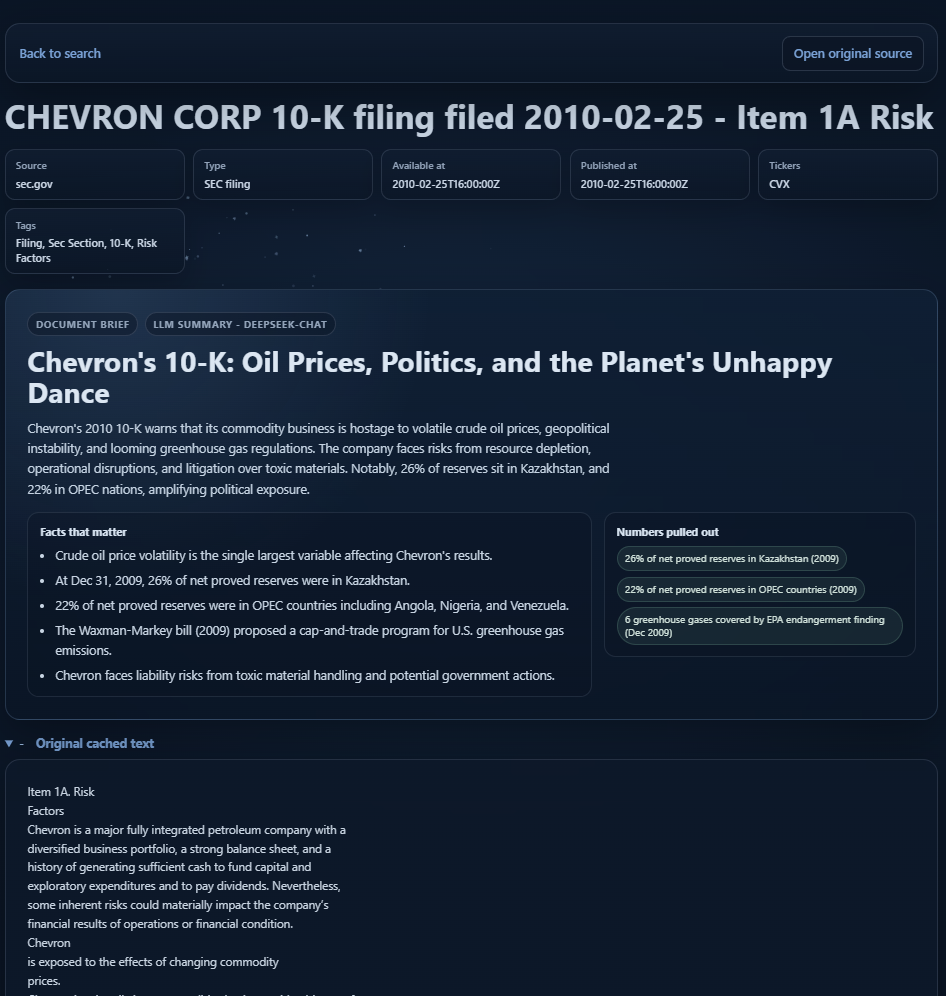 Back to search
Open original source
CHEVRON CORP 10-K filing filed 2010-02-25 - Item 1A Risk
Source
sec.gov
Type
SEC filing
Available at
2010-02-25T16:00:00Z
Published at
2010-02-25T16:00:00Z
Tickers
CVX
Tags
Filing, Sec Section, 10-K, Risk
Factors
DOCUMENT BRIEF
LLM SUMMARY - DEEPSEEK-CHAT
Chevron's 10-K: Oil Prices, Politics, and the Planet's Unhappy
Dance
Chevron's 2010 10-K warns that its commodity business is hostage to volatile crude oil prices, geopolitical
instability, and looming greenhouse gas regulations. The company faces risks from resource depletion,
operational disruptions, and litigation over toxic materials. Notably, 26% of reserves sit in Kazakhstan, and
22% in OPEC nations, amplifying political exposure.
Facts that matter
• Crude oil price volatility is the single largest variable affecting Chevron's results.
• At Dec 31, 2009, 26% of net proved reserves were in Kazakhstan.
• 22% of net proved reserves were in OPEC countries including Angola, Nigeria, and Venezuela.
• The Waxman-Markey bill (2009) proposed a cap-and-trade program for U.S. greenhouse gas
emissions.
• Chevron faces liability risks from toxic material handling and potential government actions.
Numbers pulled out
26% of net proved reserves in Kazakhstan (2009)
22% of net proved reserves in OPEC countries (2009)
6 greenhouse gases covered by EPA endangerment finding
(Dec 2009)
▼ - Original cached text
Item 1A. Risk
Factors
Chevron is a major fully integrated petroleum company with a
diversified business portfolio, a strong balance sheet, and a
history of generating sufficient cash to fund capital and
exploratory expenditures and to pay dividends. Nevertheless,
some inherent risks could materially impact the company's
financial results of operations or financial condition.
Chevron
is exposed to the effects of changing commodity
prices.